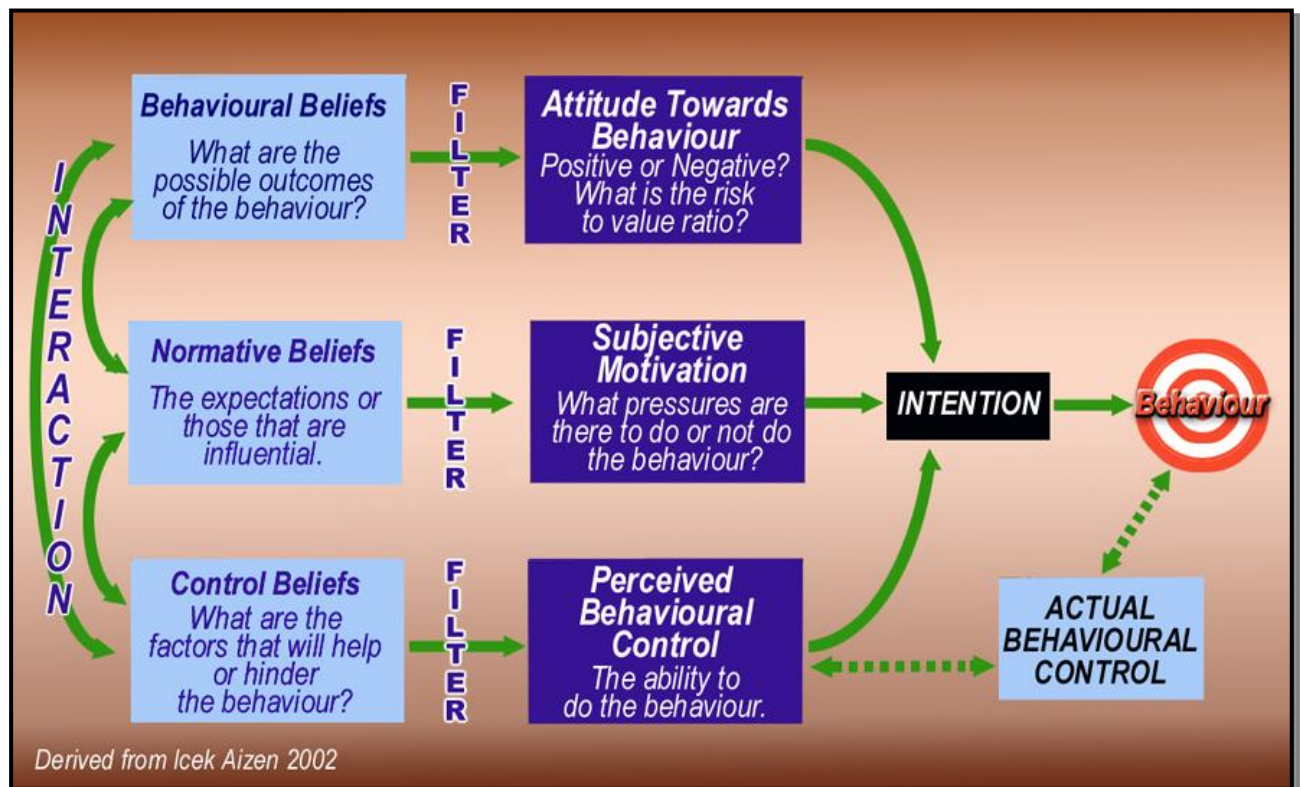 INTERACTION
Behavioural Beliefs
What are the
possible outcomes
of the behaviour?
FILTER
Attitude Towards
Behaviour
Positive or Negative?
What is the risk
to value ratio?
Normative Beliefs
The expectations or
those that are
influential.
FILTER
Subjective
Motivation
What pressures are
there to do or not do
the behaviour?
INTENTION
Behaviour
Control Beliefs
What are the
factors that will help
or hinder
the behaviour?
FILTER
Perceived
Behavioural
Control
The ability to
do the behaviour.
ACTUAL
BEHAVIOURAL
CONTROL
Derived from Icek Aizen 2002